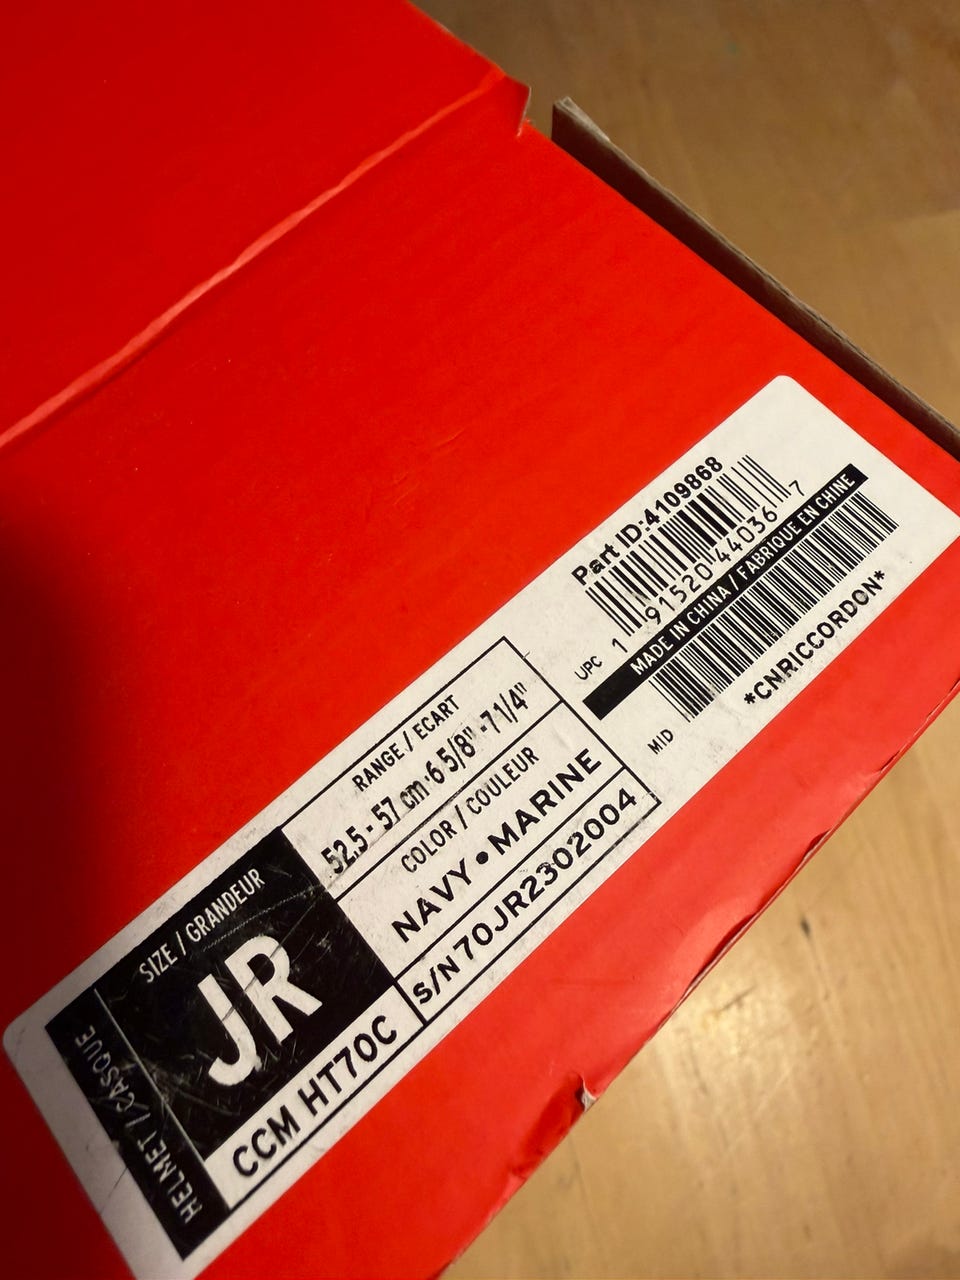 HELMET / CASQUE
SIZE / GRANDEUR
JR
CCM HT70C
RANGE / ECART
52.5 - 57 cm • 6 5/8" - 7 1/4"
COLOR / COULEUR
NAVY • MARINE
S/N70JR2302004
Part ID:4109868
UPC 1 91520 44036 7
MADE IN CHINA / FABRIQUE EN CHINE
MID
*CNRICCORDON*